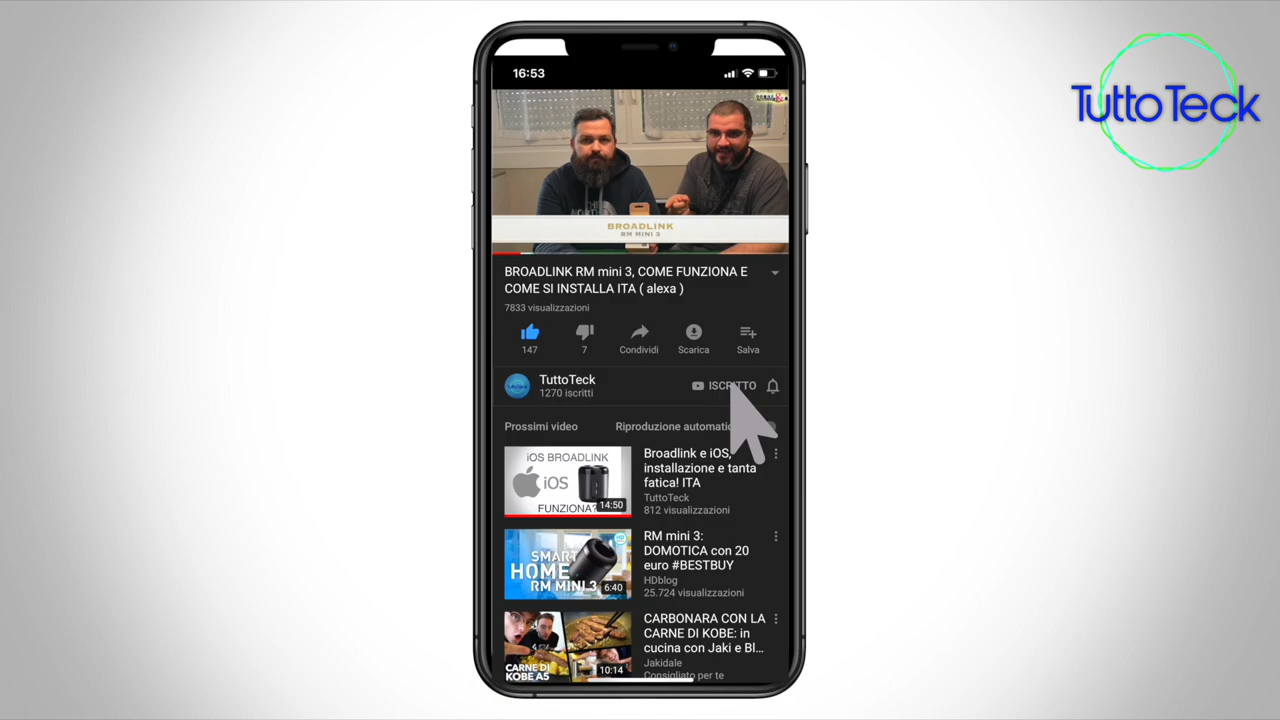 TuttoTeck
16:53
BROADLINK
RM MINI 3
BROADLINK RM mini 3, COME FUNZIONA E
COME SI INSTALLA ITA ( alexa )
7833 visualizzazioni
147
7
Condividi
Scarica
Salva
TuttoTeck
1270 iscritti
ISCRITTO
Prossimi video
Riproduzione
iOS BROADLINK
iOS
FUNZIONA?
14:50
Broadlink e iOS,
installazione e tanta
fatica! ITA
TuttoTeck
812 visualizzazioni
SMART
HOME
RM MINI 3
HD
6:40
RM mini 3:
DOMOTICA con 20
euro #BESTBUY
HDblog
25.724 visualizzazioni
CARNE DI
KOBE A5
10:14
CARBONARA CON LA
CARNE DI KOBE: in
cucina con Jaki e Bl...
Jakidale
Consigliato per te